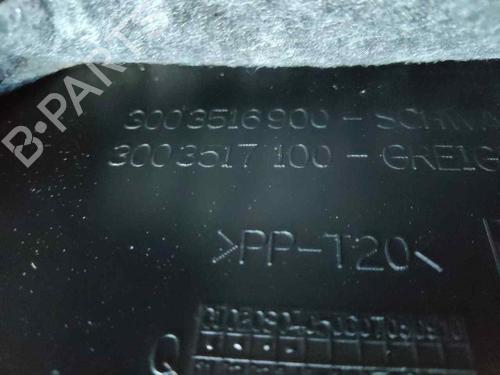 B-PARTS
3003516900 - SCHWA
3003517100 - GREIG
>PP-T20<
Q